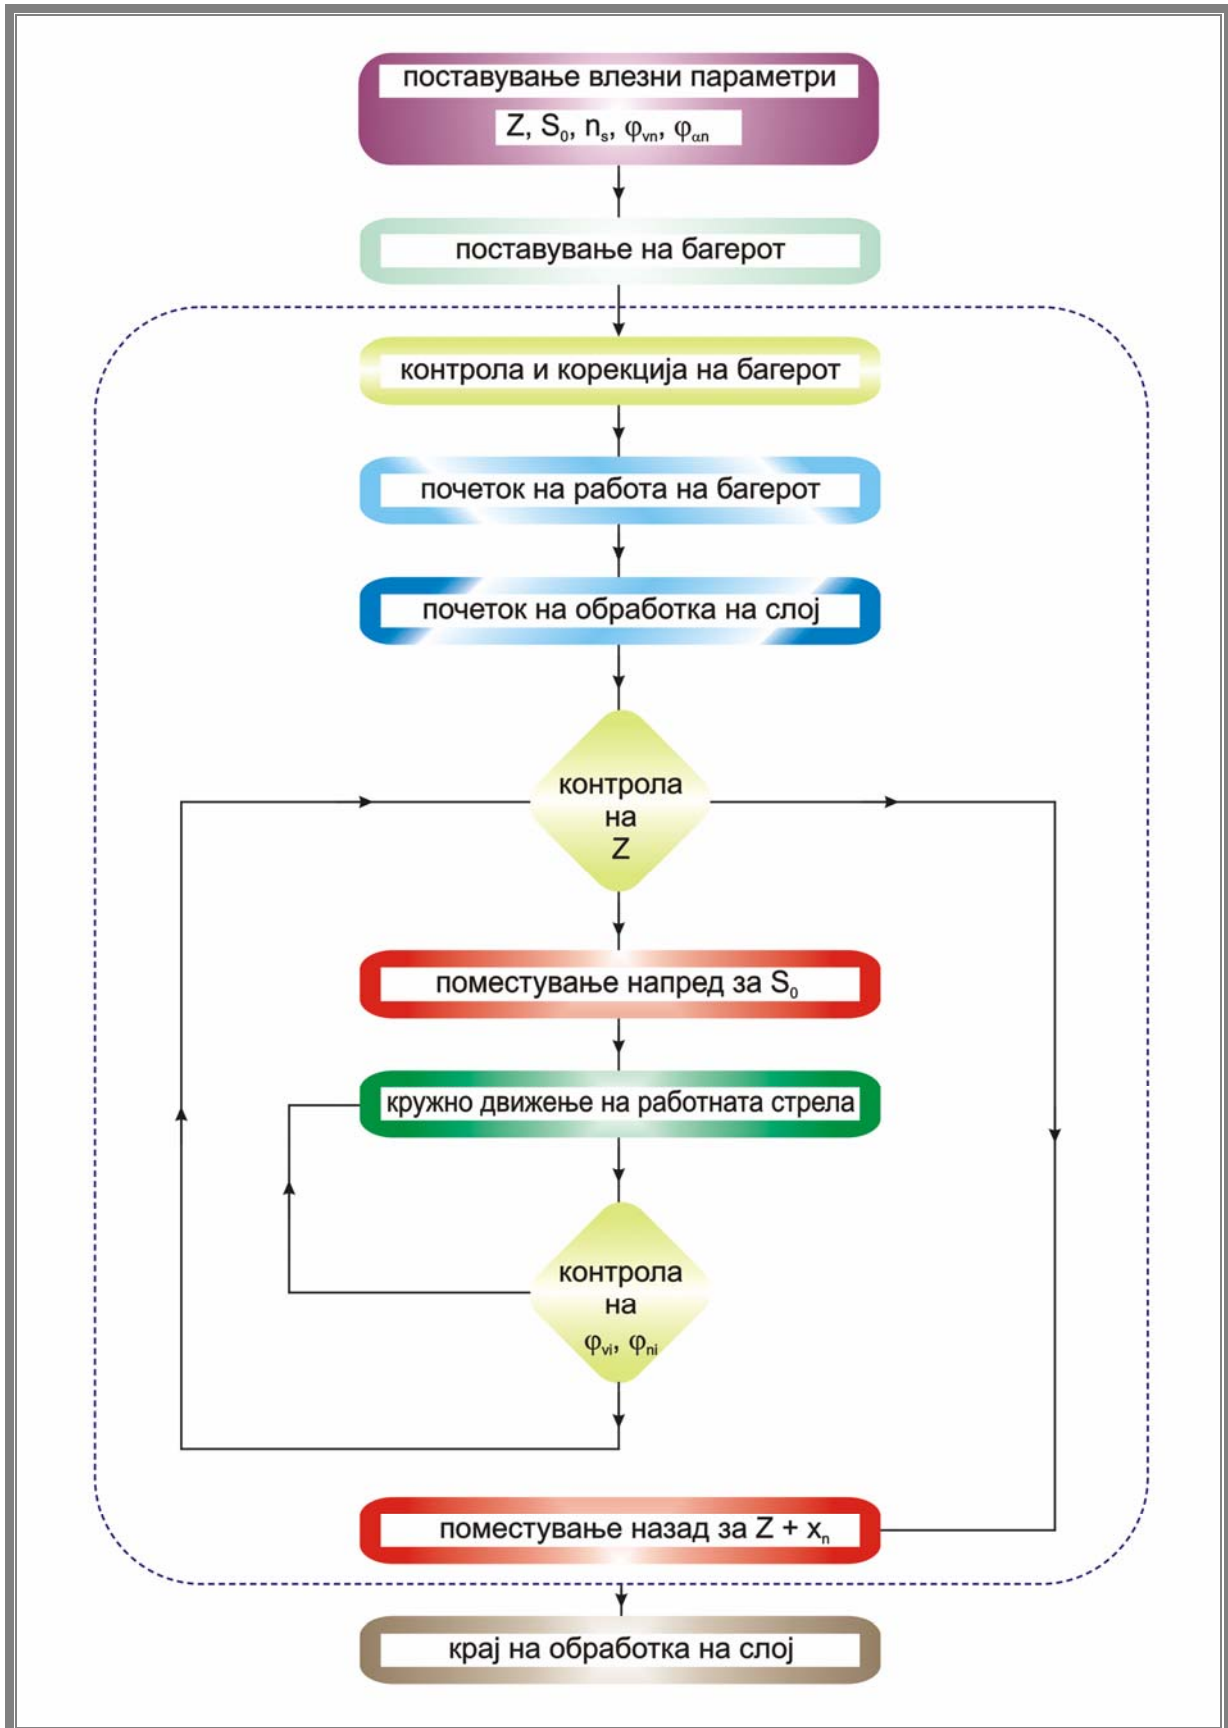 поставување влезни параметри
Z, S₀, nₛ, φᵥₙ, φαₙ
поставување на багерот
контрола и корекција на багерот
почеток на работа на багерот
почеток на обработка на слој
контрола
на
Z
поместување напред за S₀
кружно движење на работната стрела
контрола
на
φᵥᵢ, φₙᵢ
поместување назад за Z + xₙ
крај на обработка на слој